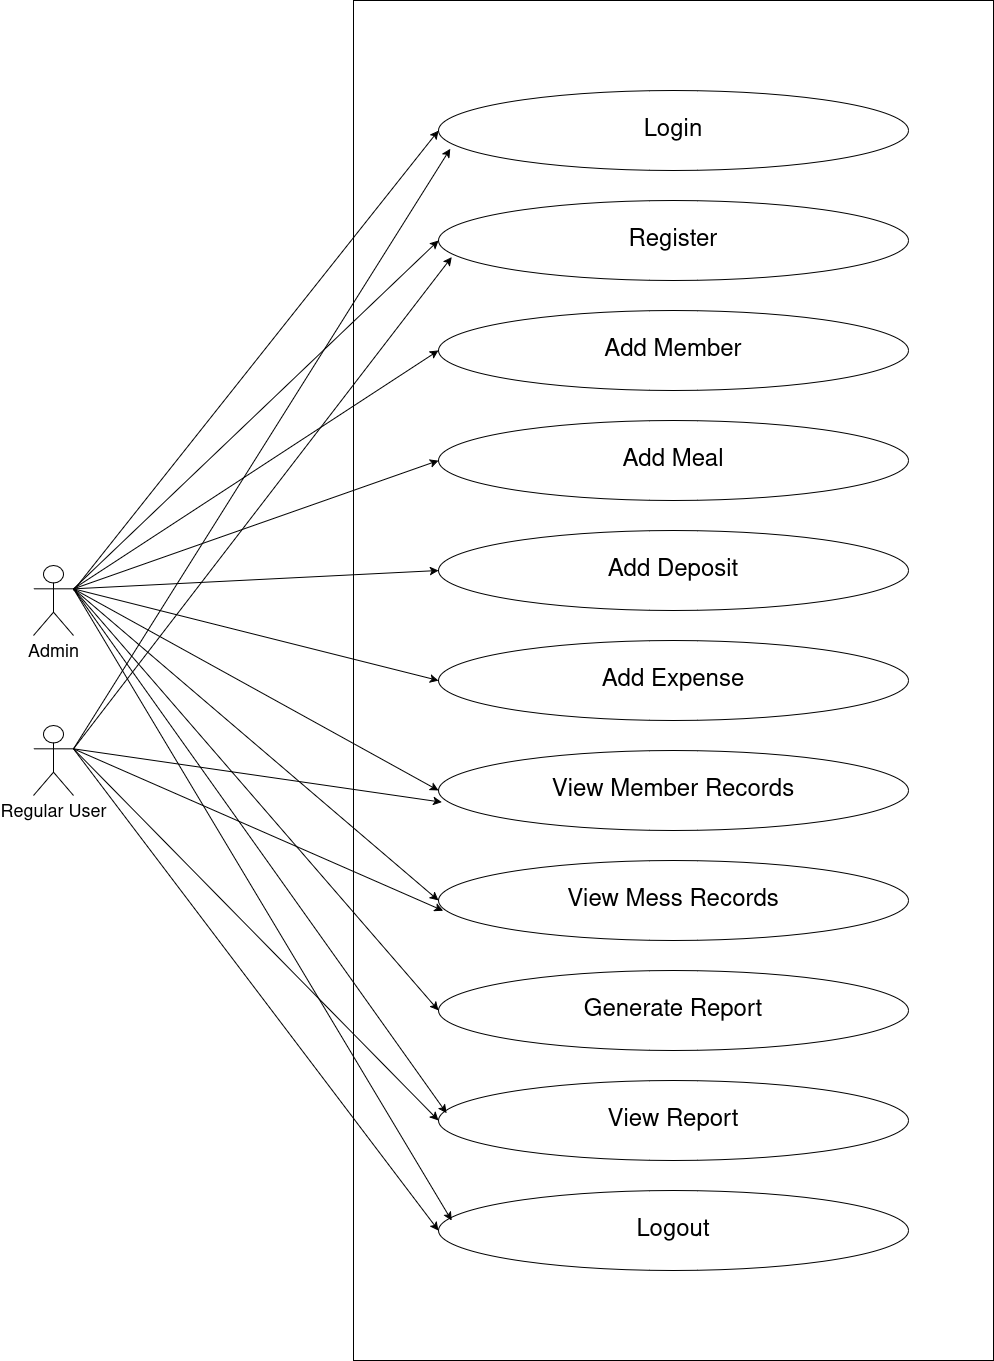 Login
Register
Add Member
Add Meal
Add Deposit
Admin
Add Expense
View Member Records
Regular User
View Mess Records
Generate Report
View Report
Logout